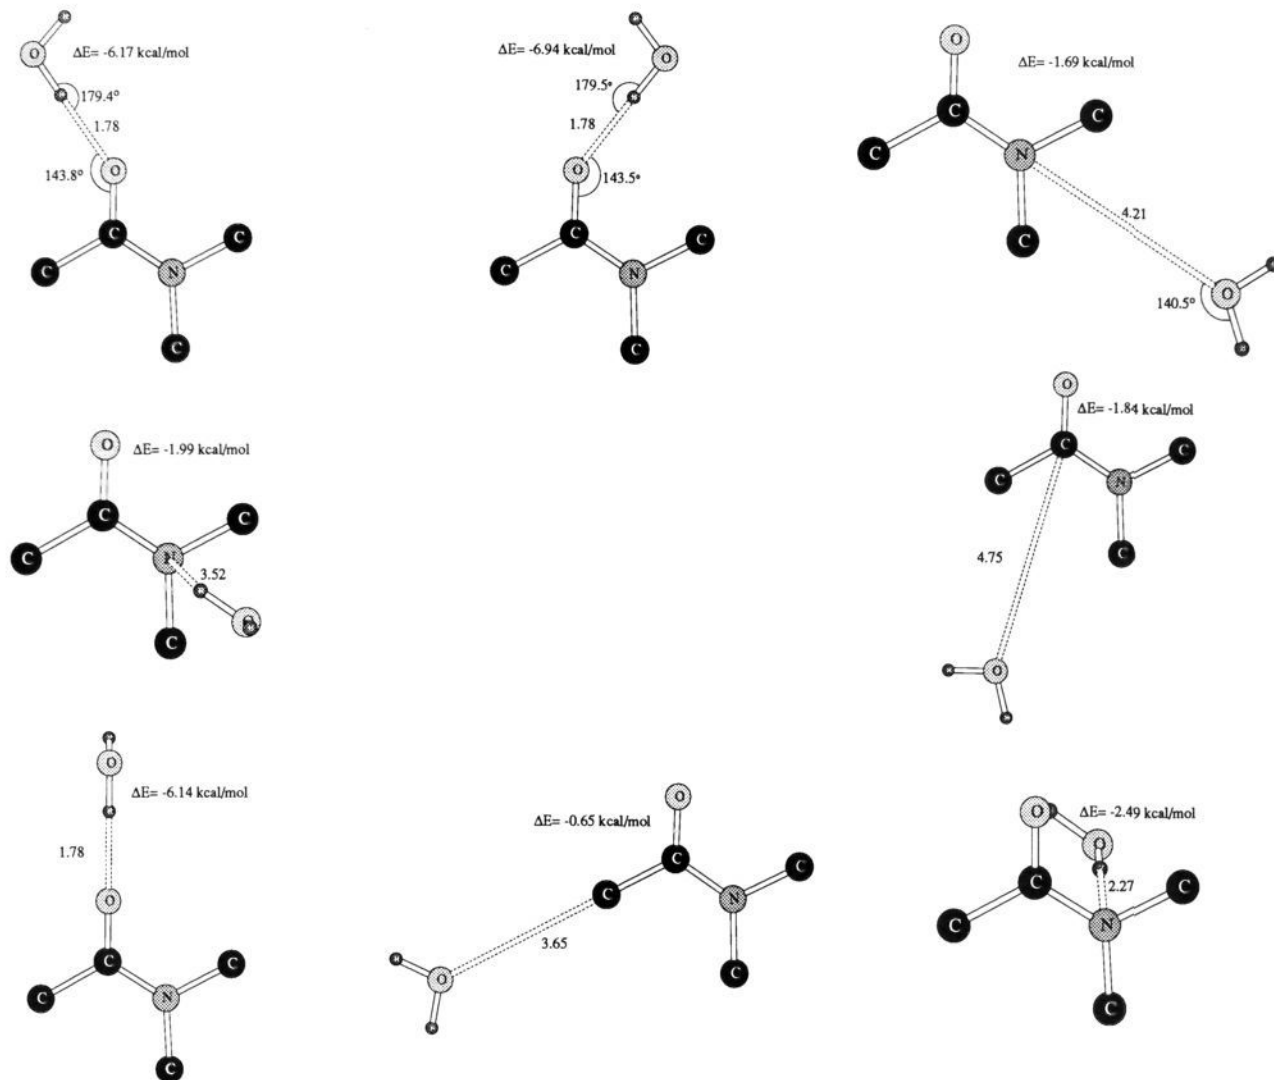 O
ΔE= -6.17 kcal/mol
179.4°
1.78
143.8°
O
C
C
C
N
C
ΔE= -6.94 kcal/mol
O
179.5°
1.78
O
143.5°
C
C
C
N
C
O
ΔE= -1.69 kcal/mol
C
C
C
N
C
4.21
140.5°
O
O
ΔE= -1.99 kcal/mol
C
C
C
3.52
C
O
ΔE= -1.84 kcal/mol
C
C
C
N
C
4.75
O
O
ΔE= -6.14 kcal/mol
1.78
O
C
C
C
N
C
O
ΔE= -0.65 kcal/mol
C
C
C
N
3.65
C
O
O
ΔE= -2.49 kcal/mol
O
2.27
C
C
C
N
C